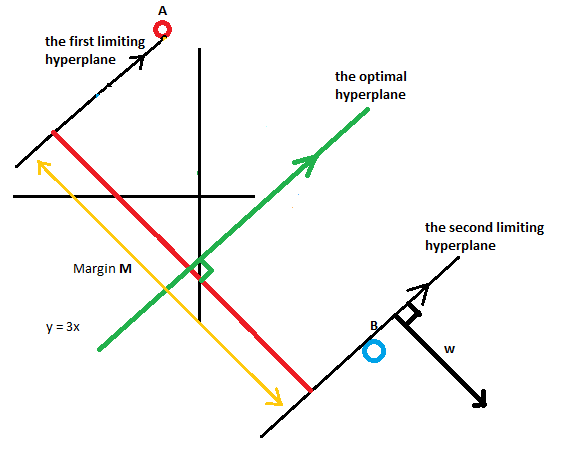 A
the first limiting
hyperplane
the optimal
hyperplane
the second limiting
hyperplane
Margin M
B
y = 3x
w